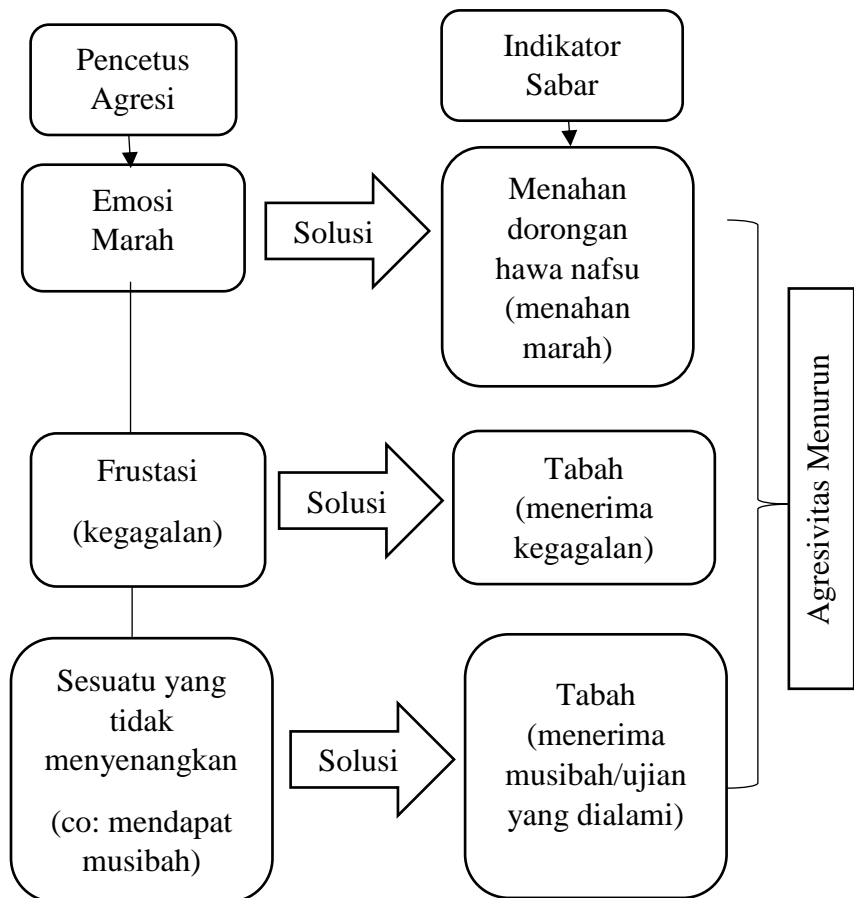 Pencetus
Agresi
Indikator
Sabar
Emosi
Marah
Solusi
Menahan
dorongan
hawa nafsu
(menahan
marah)
Frustasi
(kegagalan)
Solusi
Tabah
(menerima
kegagalan)
Sesuatu yang
tidak
menyenangkan
(co: mendapat
musibah)
Solusi
Tabah
(menerima
musibah/ujian
yang dialami)
Agresivitas Menurun